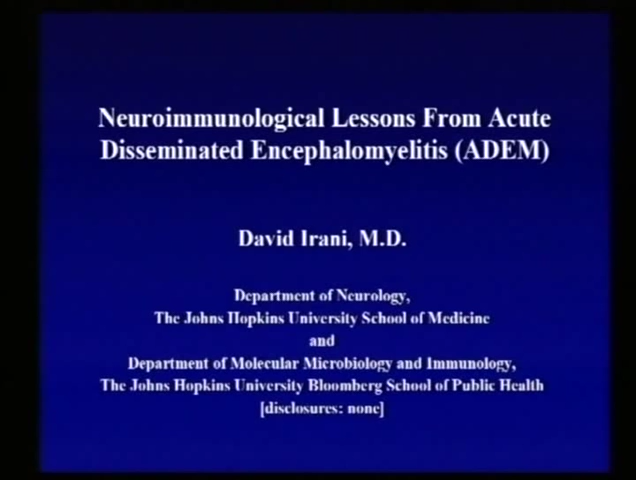 Neuroimmunological Lessons From Acute
Disseminated Encephalomyelitis (ADEM)
David Irani, M.D.
Department of Neurology,
The Johns Hopkins University School of Medicine
and
Department of Molecular Microbiology and Immunology,
The Johns Hopkins University Bloomberg School of Public Health
[disclosures: none]